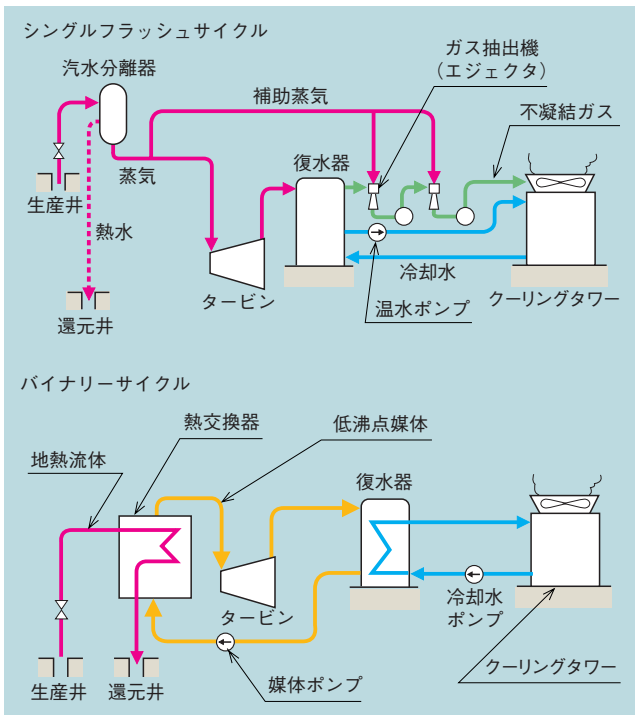 シングルフラッシュサイクル
汽水分離器
ガス抽出機
(エジェクタ)
補助蒸気
不凝結ガス
蒸気
復水器
生産井
熱水
冷却水
タービン
クーリングタワー
温水ポンプ
還元井
バイナリーサイクル
熱交換器
低沸点媒体
地熱流体
復水器
タービン
冷却水
ポンプ
クーリングタワー
生産井
還元井
媒体ポンプ